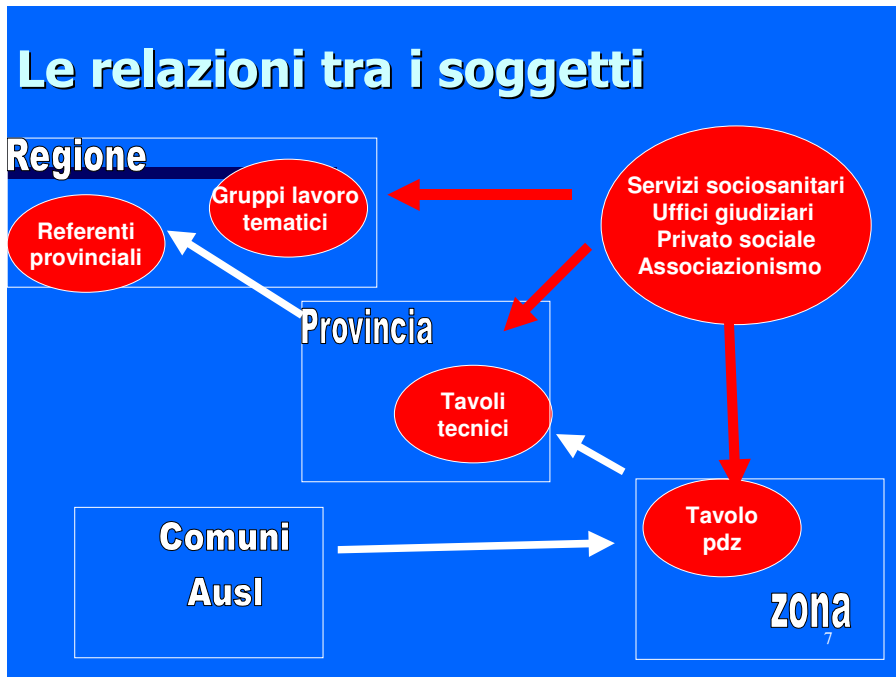 Le relazioni tra i soggetti
Regione
Gruppi lavoro
tematici
Referenti
provinciali
Servizi sociosanitari
Uffici giudiziari
Privato sociale
Associazionismo
Provincia
Tavoli
tecnici
Comuni
Ausl
Tavolo
pdz
zona
7